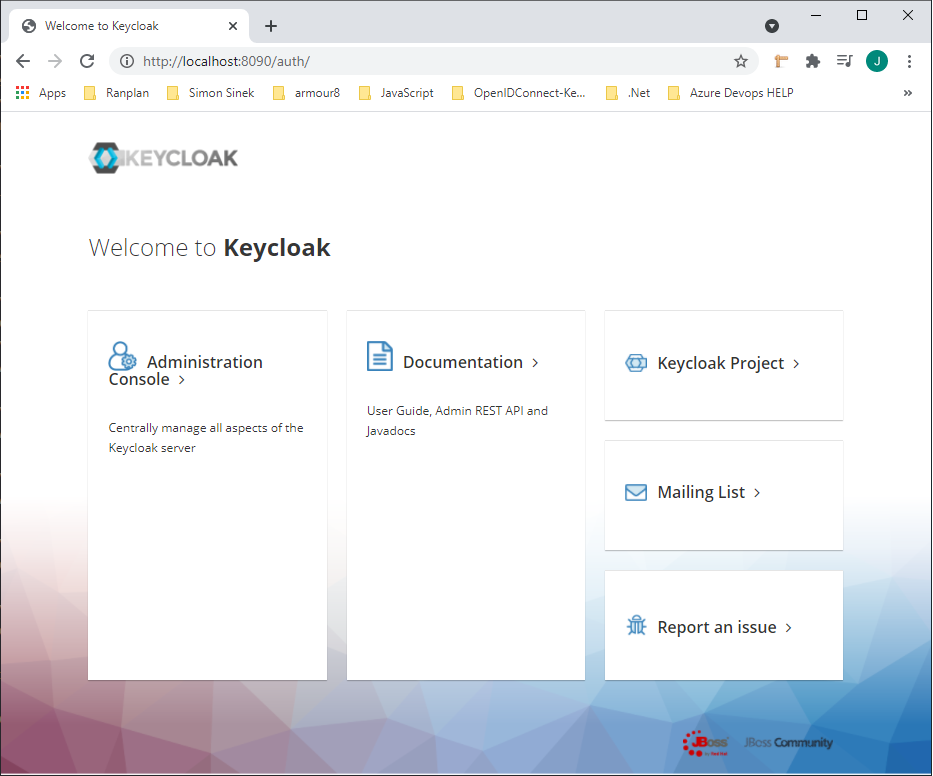 Welcome to Keycloak
http://localhost:8090/auth/
J
Apps Ranplan Simon Sinek armour8 JavaScript OpenIDConnect-Ke... .Net Azure Devops HELP
KEYCLOAK
Welcome to Keycloak
Administration
Console
Centrally manage all aspects of the
Keycloak server
Documentation
User Guide, Admin REST API and
Javadocs
Keycloak Project
Mailing List
Report an issue
JBoss
by Red Hat
JBoss Community